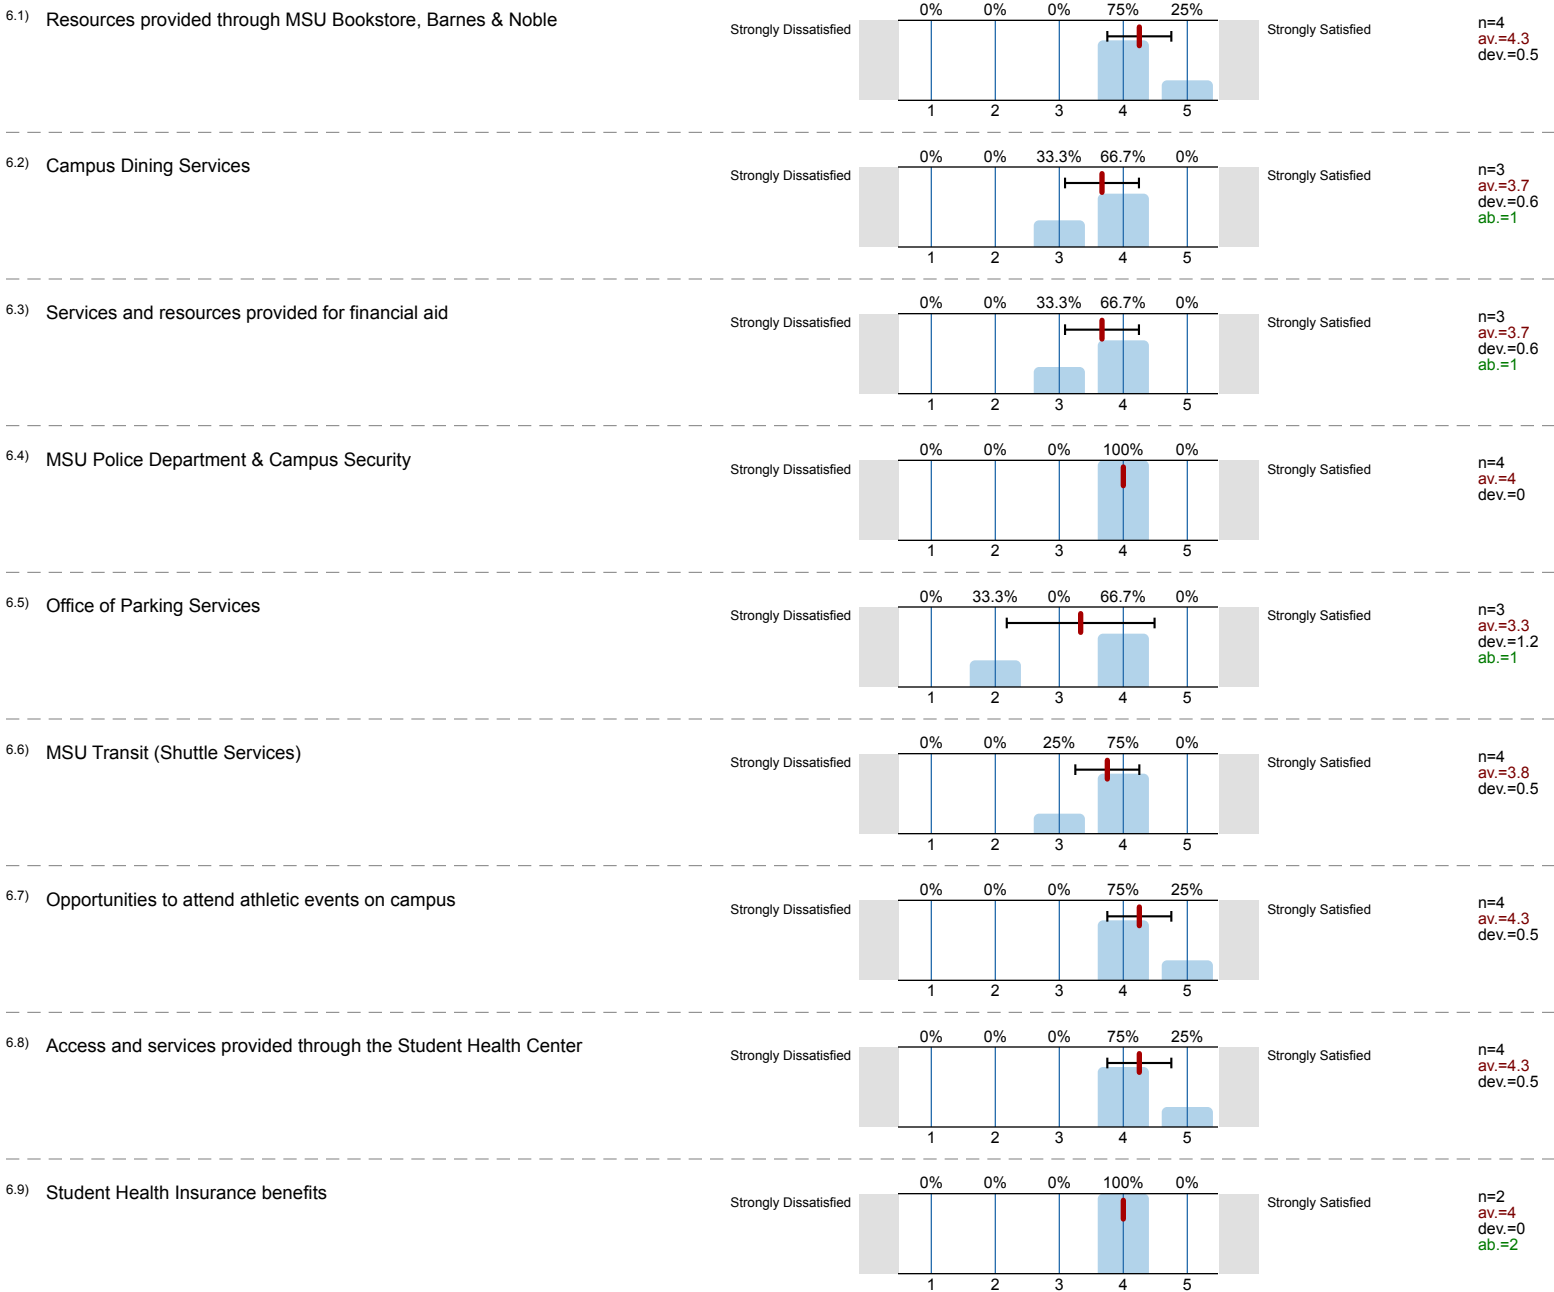 6.1) Resources provided through MSU Bookstore, Barnes & Noble
0% 0% 0% 75% 25%
Strongly Dissatisfied Strongly Satisfied
n=4
av.=4.3
dev.=0.5
1 2 3 4 5
6.2) Campus Dining Services
0% 0% 33.3% 66.7% 0%
Strongly Dissatisfied Strongly Satisfied
n=3
av.=3.7
dev.=0.6
ab.=1
1 2 3 4 5
6.3) Services and resources provided for financial aid
0% 0% 33.3% 66.7% 0%
Strongly Dissatisfied Strongly Satisfied
n=3
av.=3.7
dev.=0.6
ab.=1
1 2 3 4 5
6.4) MSU Police Department & Campus Security
0% 0% 0% 100% 0%
Strongly Dissatisfied Strongly Satisfied
n=4
av.=4
dev.=0
1 2 3 4 5
6.5) Office of Parking Services
0% 33.3% 0% 66.7% 0%
Strongly Dissatisfied Strongly Satisfied
n=3
av.=3.3
dev.=1.2
ab.=1
1 2 3 4 5
6.6) MSU Transit (Shuttle Services)
0% 0% 25% 75% 0%
Strongly Dissatisfied Strongly Satisfied
n=4
av.=3.8
dev.=0.5
1 2 3 4 5
6.7) Opportunities to attend athletic events on campus
0% 0% 0% 75% 25%
Strongly Dissatisfied Strongly Satisfied
n=4
av.=4.3
dev.=0.5
1 2 3 4 5
6.8) Access and services provided through the Student Health Center
0% 0% 0% 75% 25%
Strongly Dissatisfied Strongly Satisfied
n=4
av.=4.3
dev.=0.5
1 2 3 4 5
6.9) Student Health Insurance benefits
0% 0% 0% 100% 0%
Strongly Dissatisfied Strongly Satisfied
n=2
av.=4
dev.=0
ab.=2
1 2 3 4 5